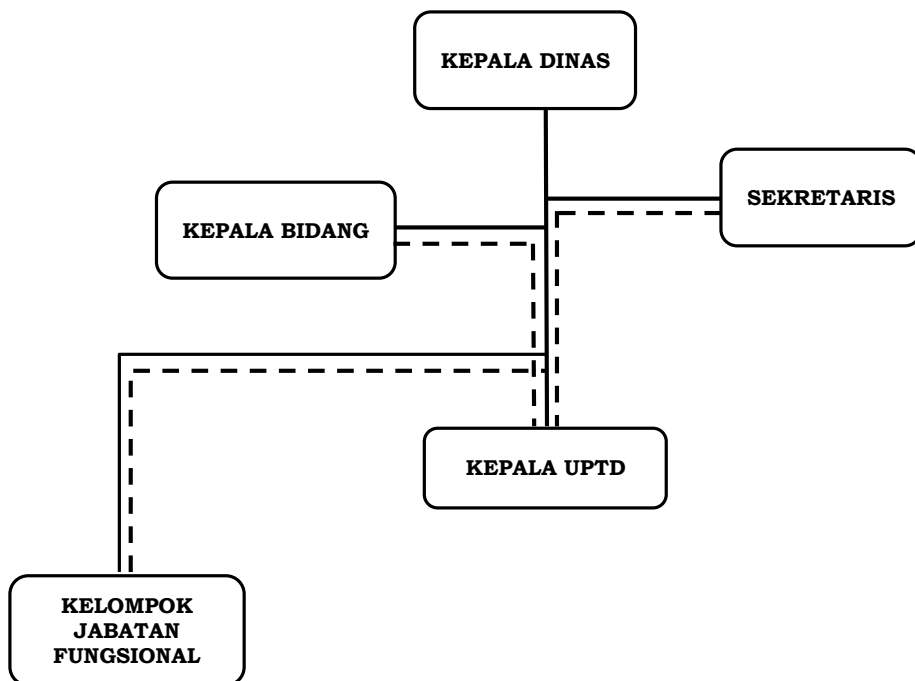 KEPALA DINAS
SEKRETARIS
KEPALA BIDANG
KEPALA UPTD
KELOMPOK
JABATAN
FUNGSIONAL